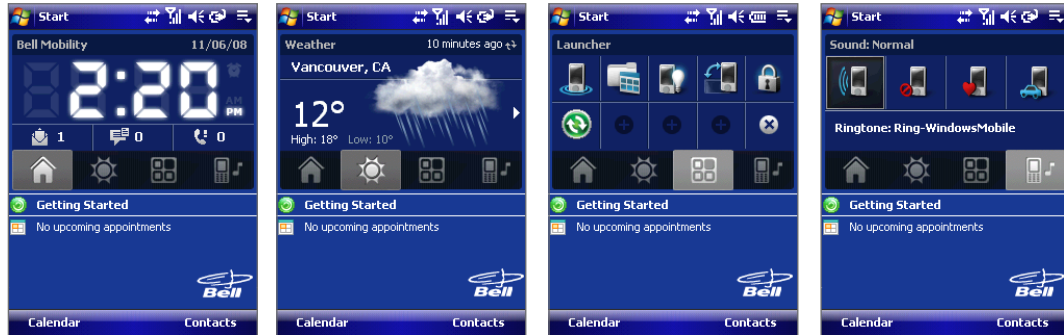 Start
Bell Mobility 11/06/08
2:20
AM
PM
1 0 0
Getting Started
No upcoming appointments
Bell
Calendar Contacts
Start
Weather 10 minutes ago
Vancouver, CA
12°
High: 18° Low: 10°
Getting Started
No upcoming appointments
Bell
Calendar Contacts
Start
Launcher
Getting Started
No upcoming appointments
Bell
Calendar Contacts
Start
Sound: Normal
Ringtone: Ring-WindowsMobile
Getting Started
No upcoming appointments
Bell
Calendar Contacts